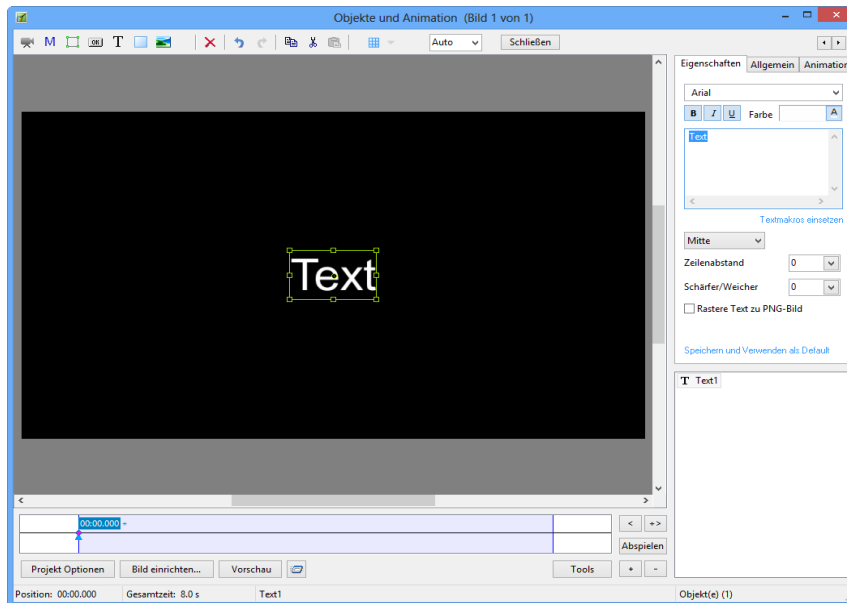 Objekte und Animation (Bild 1 von 1)
M OK T Auto Schließen
Eigenschaften Allgemein Animation
Arial
B I U Farbe A
Text
Textmakros einsetzen
Mitte
Zeilenabstand 0
Schärfer/Weicher 0
Rastere Text zu PNG-Bild
Speichern und Verwenden als Default
Text
T Text1
00:00.000
< +>
Abspielen
Projekt Optionen Bild einrichten... Vorschau Tools + -
Position: 00:00.000 Gesamtzeit: 8.0 s Text1 Objekt(e) (1)